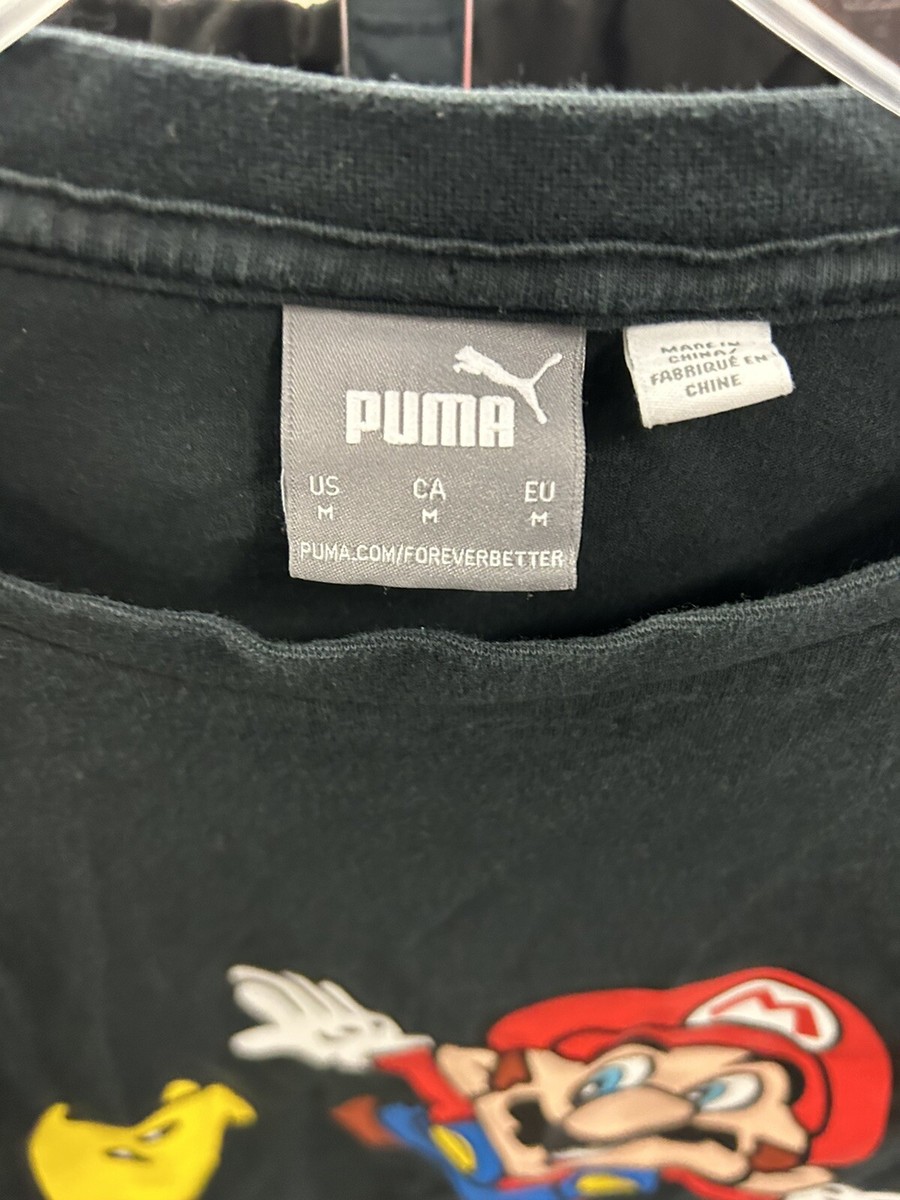 PUMA
US CA EU
M M M
PUMA.COM/FOREVERBETTER
MADE IN
CHINA/
FABRIQUÉ EN
CHINE
M